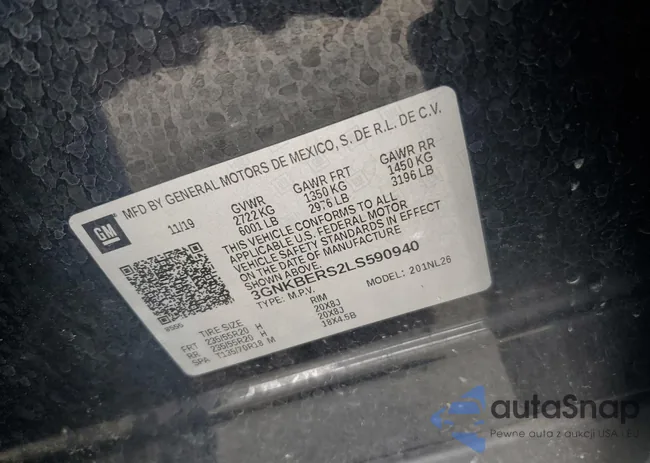 MFD BY GENERAL MOTORS DE MEXICO, S. DE R.L. DE C.V.
GM
11/19 GVWR GAWR FRT GAWR RR
2722 KG 1350 KG 1450 KG
6001 LB 2976 LB 3196 LB
THIS VEHICLE CONFORMS TO ALL
APPLICABLE U.S. FEDERAL MOTOR
VEHICLE SAFETY STANDARDS IN EFFECT
ON THE DATE OF MANUFACTURE
SHOWN ABOVE.
3GNKBERS2LS590940
TYPE: M.P.V. MODEL: 201NL26
TIRE SIZE RIM
FRT 235/55R20 H 20X8J
RR 235/55R20 H 20X8J
SPA T135/70R18 M 18X4.5B
autaSnap
Pewne auta z aukcji USA i EU